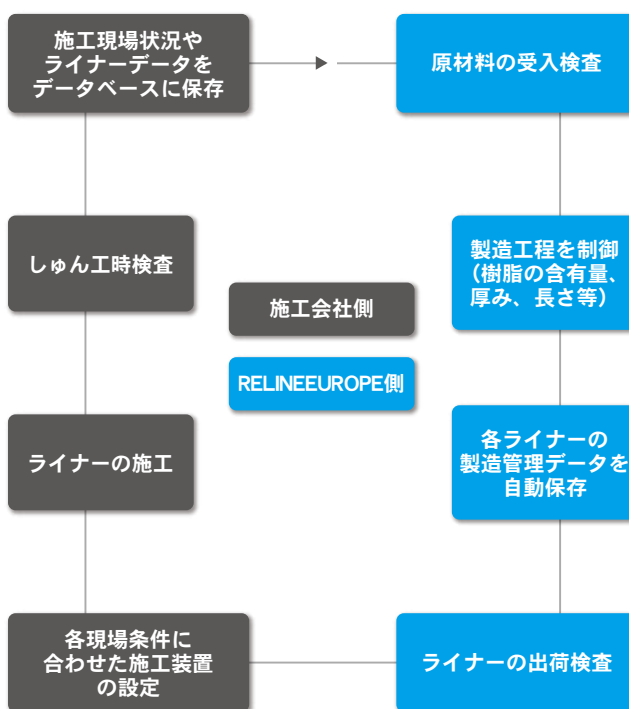 施工現場状況や
ライナーデータを
データベースに保存
原材料の受入検査
しゅん工時検査
製造工程を制御
（樹脂の含有量、
厚み、長さ等）
施工会社側
RELINEEUROPE側
ライナーの施工
各ライナーの
製造管理データを
自動保存
各現場条件に
合わせた施工装置
の設定
ライナーの出荷検査